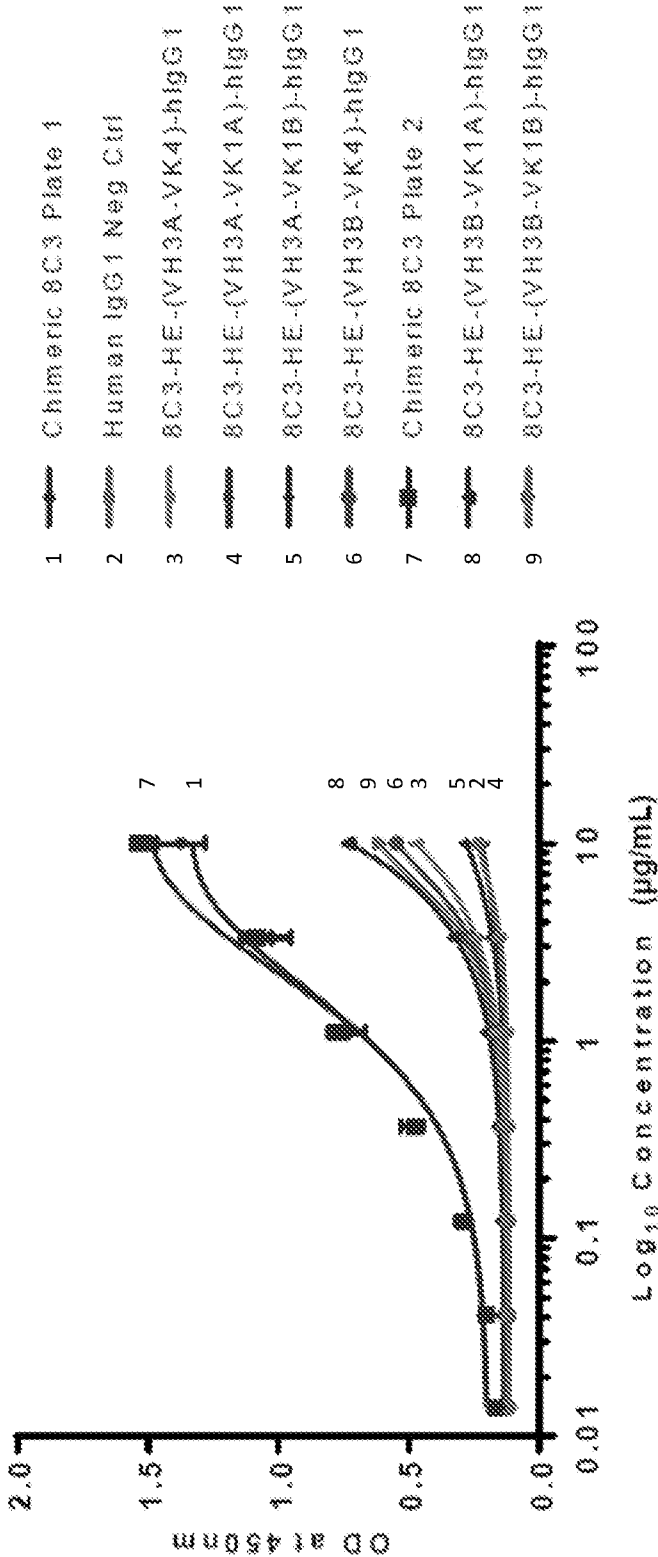 OD at 450nm
2.0
1.5
1.0
0.5
0.0
0.01
0.1
1
10
100
Log10 Concentration (µg/mL)
7
1
8
9
6
3
5
2
4
1 Chimeric 8C3 Plate 1
2 Human IgG1 Neg Ctrl
3 8C3-HE-(VH3A-VK4)-hIgG1
4 8C3-HE-(VH3A-VK1A)-hIgG1
5 8C3-HE-(VH3A-VK1B)-hIgG1
6 8C3-HE-(VH3B-VK4)-hIgG1
7 Chimeric 8C3 Plate 2
8 8C3-HE-(VH3B-VK1A)-hIgG1
9 8C3-HE-(VH3B-VK1B)-hIgG1